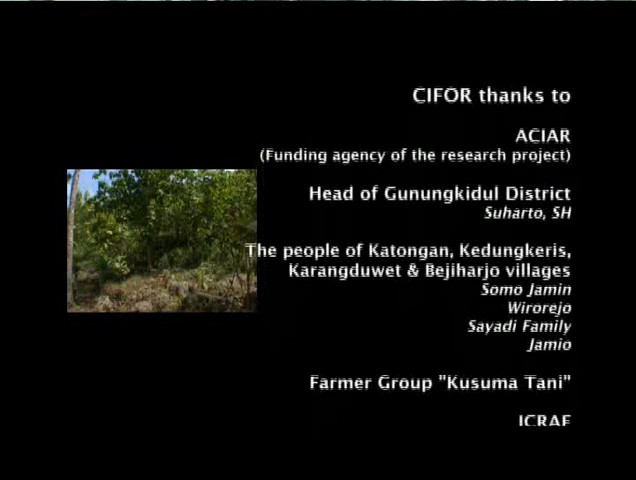 CIFOR thanks to
ACIAR
(Funding agency of the research project)
Head of Gunungkidul District
Suharto, SH
The people of Katongan, Kedungkeris,
Karangduwet & Bejiharjo villages
Somo Jamin
Wirorejo
Sayadi Family
Jamio
Farmer Group "Kusuma Tani"
ICRAF